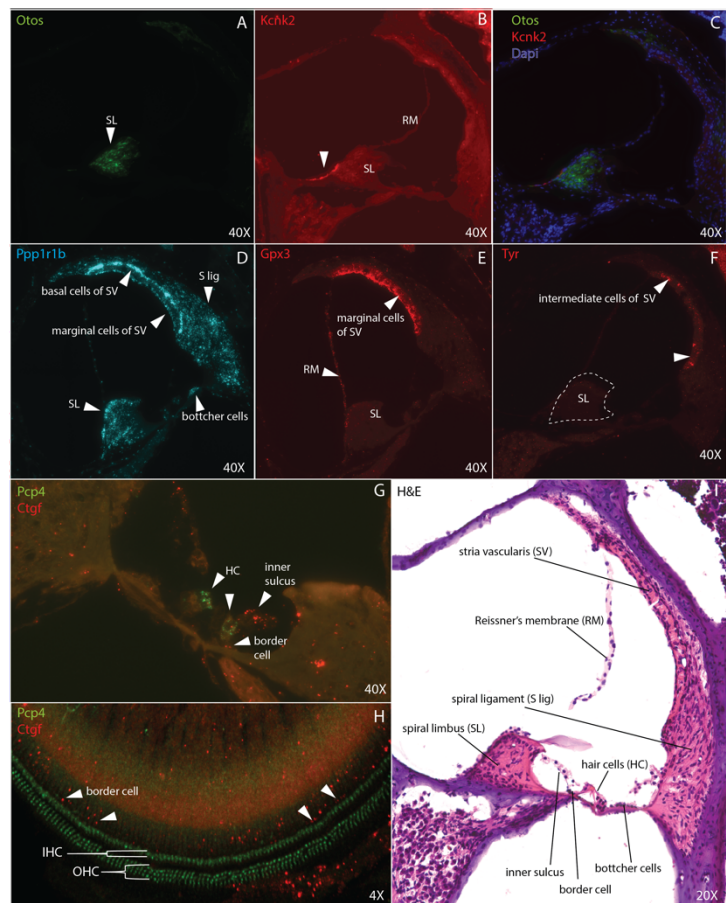 Otos
A
SL
40X
Kcnk2
B
RM
SL
40X
Otos
Kcnk2
Dapi
C
40X
Ppp1r1b
D
S lig
basal cells of SV
marginal cells of SV
SL
bottcher cells
40X
Gpx3
E
marginal cells
of SV
RM
SL
40X
Tyr
F
intermediate cells of SV
SL
40X
Pcp4
Ctgf
G
HC
inner
sulcus
border
cell
40X
Pcp4
Ctgf
H
border cell
IHC
OHC
4X
H&E
I
stria vascularis (SV)
Reissner's membrane (RM)
spiral ligament (S lig)
spiral limbus (SL)
hair cells (HC)
inner sulcus
border
cell
bottcher cells
20X